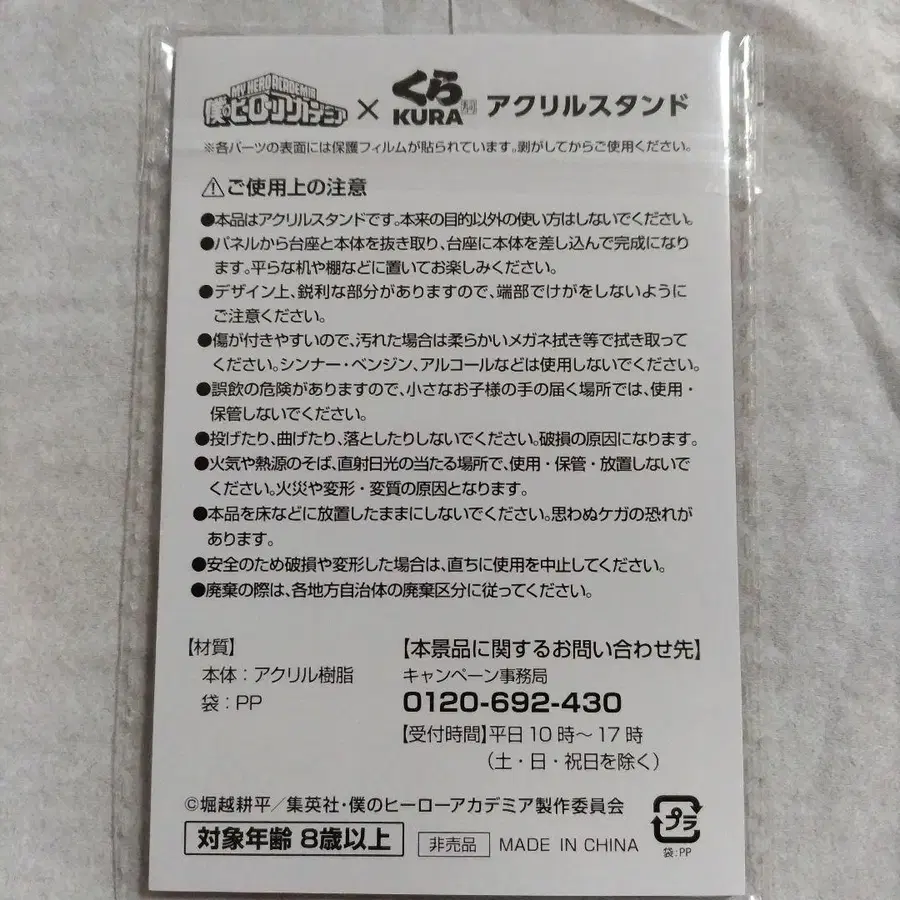 MY HERO ACADEMIA
僕のヒーローアカデミア × くら KURA アクリルスタンド
※各パーツの表面には保護フィルムが貼られています。剥がしてからご使用ください。
⚠ご使用上の注意
●本品はアクリルスタンドです。本来の目的以外の使い方はしないでください。
●パネルから台座と本体を抜き取り、台座に本体を差し込んで完成になり
ます。平らな机や棚などに置いてお楽しみください。
●デザイン上、鋭利な部分がありますので、端部でけがをしないように
ご注意ください。
●傷が付きやすいので、汚れた場合は柔らかいメガネ拭き等で拭き取って
ください。シンナー・ベンジン、アルコールなどは使用しないでください。
●誤飲の危険がありますので、小さなお子様の手の届く場所では、使用・
保管しないでください。
●投げたり、曲げたり、落としたりしないでください。破損の原因になります。
●火気や熱源のそば、直射日光の当たる場所で、使用・保管・放置しないで
ください。火災や変形・変質の原因となります。
●本品を床などに放置したままにしないでください。思わぬケガの恐れが
あります。
●安全のため破損や変形した場合は、直ちに使用を中止してください。
●廃棄の際は、各地方自治体の廃棄区分に従ってください。
【材質】
本体：アクリル樹脂
袋：PP
【本景品に関するお問い合わせ先】
キャンペーン事務局
0120-692-430
【受付時間】平日10時～17時
（土・日・祝日を除く）
©堀越耕平／集英社・僕のヒーローアカデミア製作委員会
対象年齢 8歳以上 非売品 MADE IN CHINA
プラ
袋:PP